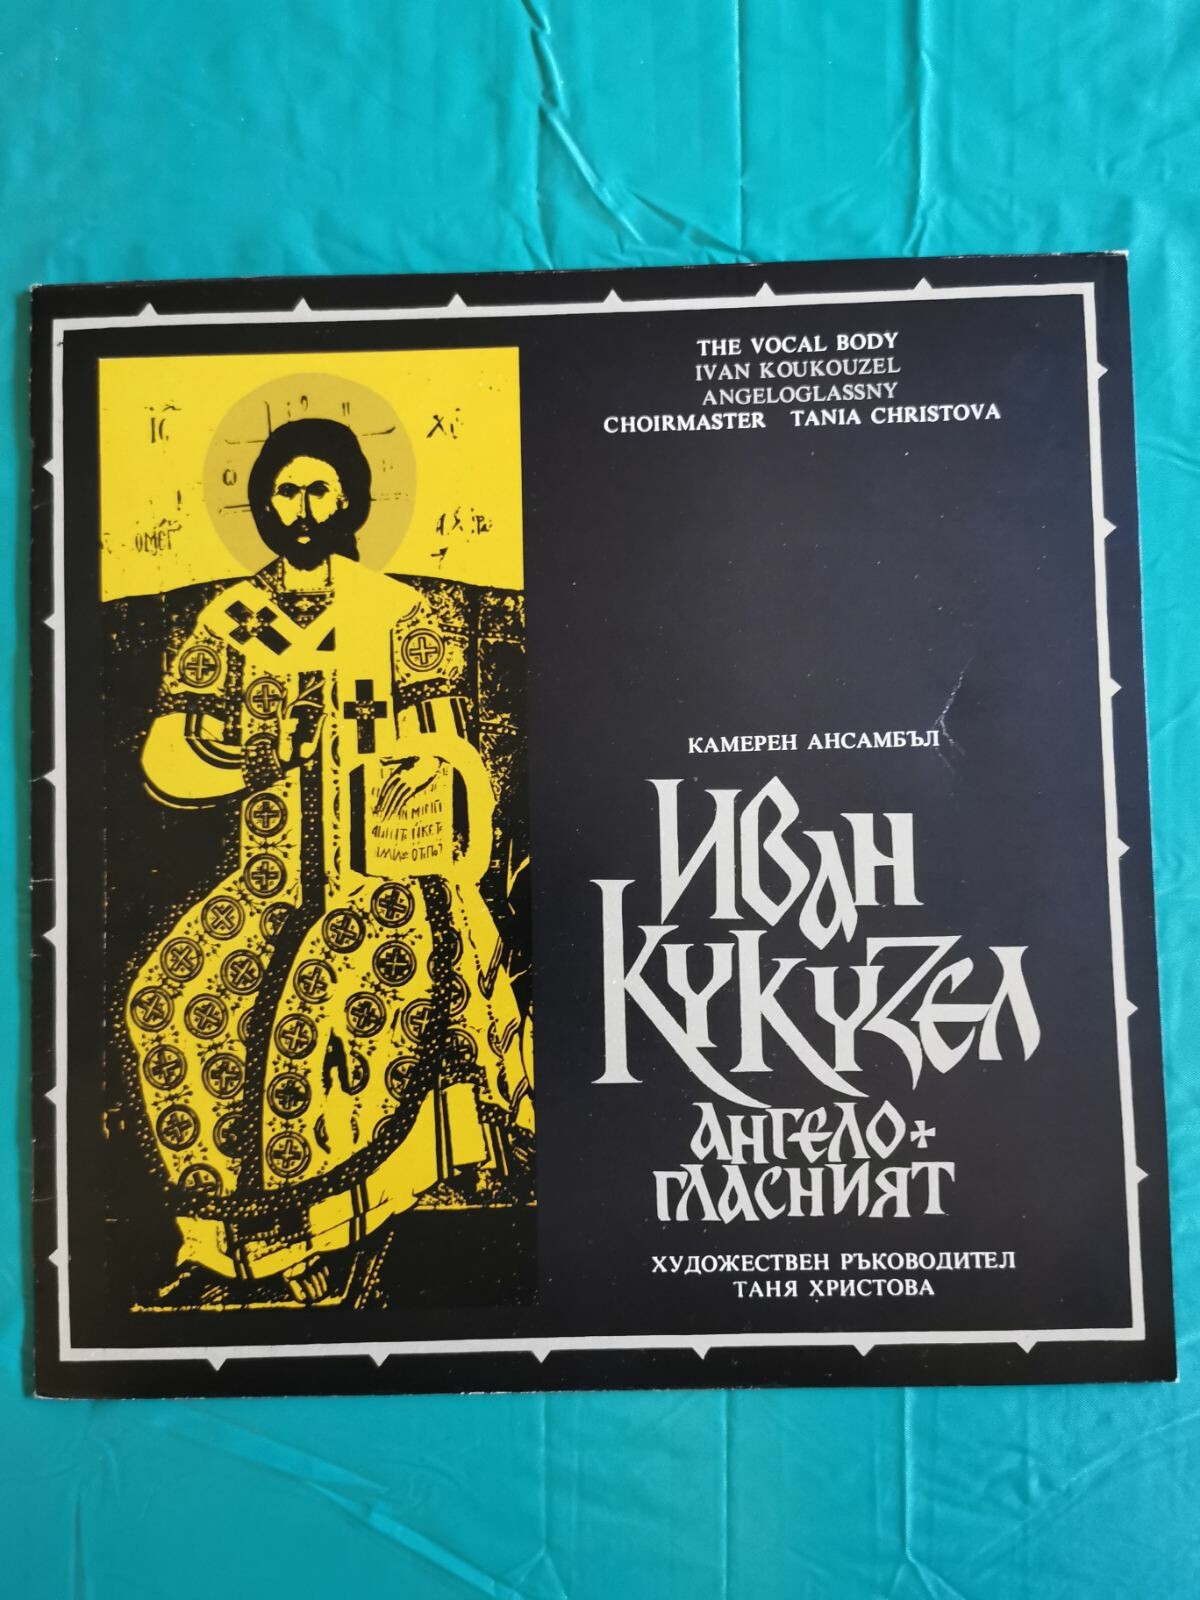 THE VOCAL BODY
IVAN KOUKOUZEL
ANGELOGLASSNY
CHOIRMASTER TANIA CHRISTOVA
КАМЕРЕН АНСАМБЪЛ
ИВАН
КУКУЗЕЛ
АНГЕЛО+
ГЛАСНИЯТ
ХУДОЖЕСТВЕН РЪКОВОДИТЕЛ
ТАНЯ ХРИСТОВА